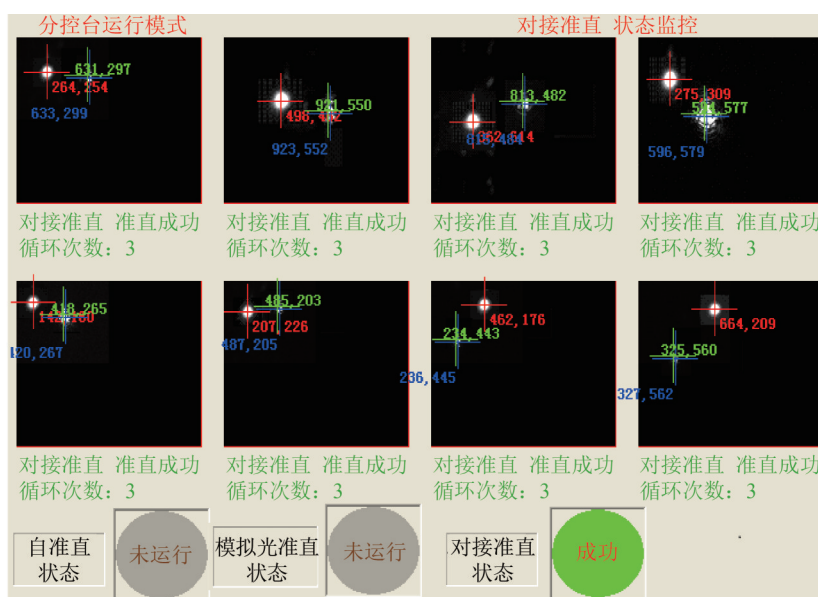 分控台运行模式
对接准直 状态监控
631,297
264,254
633,299
921,550
923,552
813,482
275,309
596,579
对接准直 准直成功
循环次数：3
对接准直 准直成功
循环次数：3
对接准直 准直成功
循环次数：3
对接准直 准直成功
循环次数：3
418,265
420,267
485,203
207,226
487,205
462,176
234,443
236,445
664,209
325,560
327,562
对接准直 准直成功
循环次数：3
对接准直 准直成功
循环次数：3
对接准直 准直成功
循环次数：3
对接准直 准直成功
循环次数：3
自准直
状态
未运行
模拟光准直
状态
未运行
对接准直
状态
成功